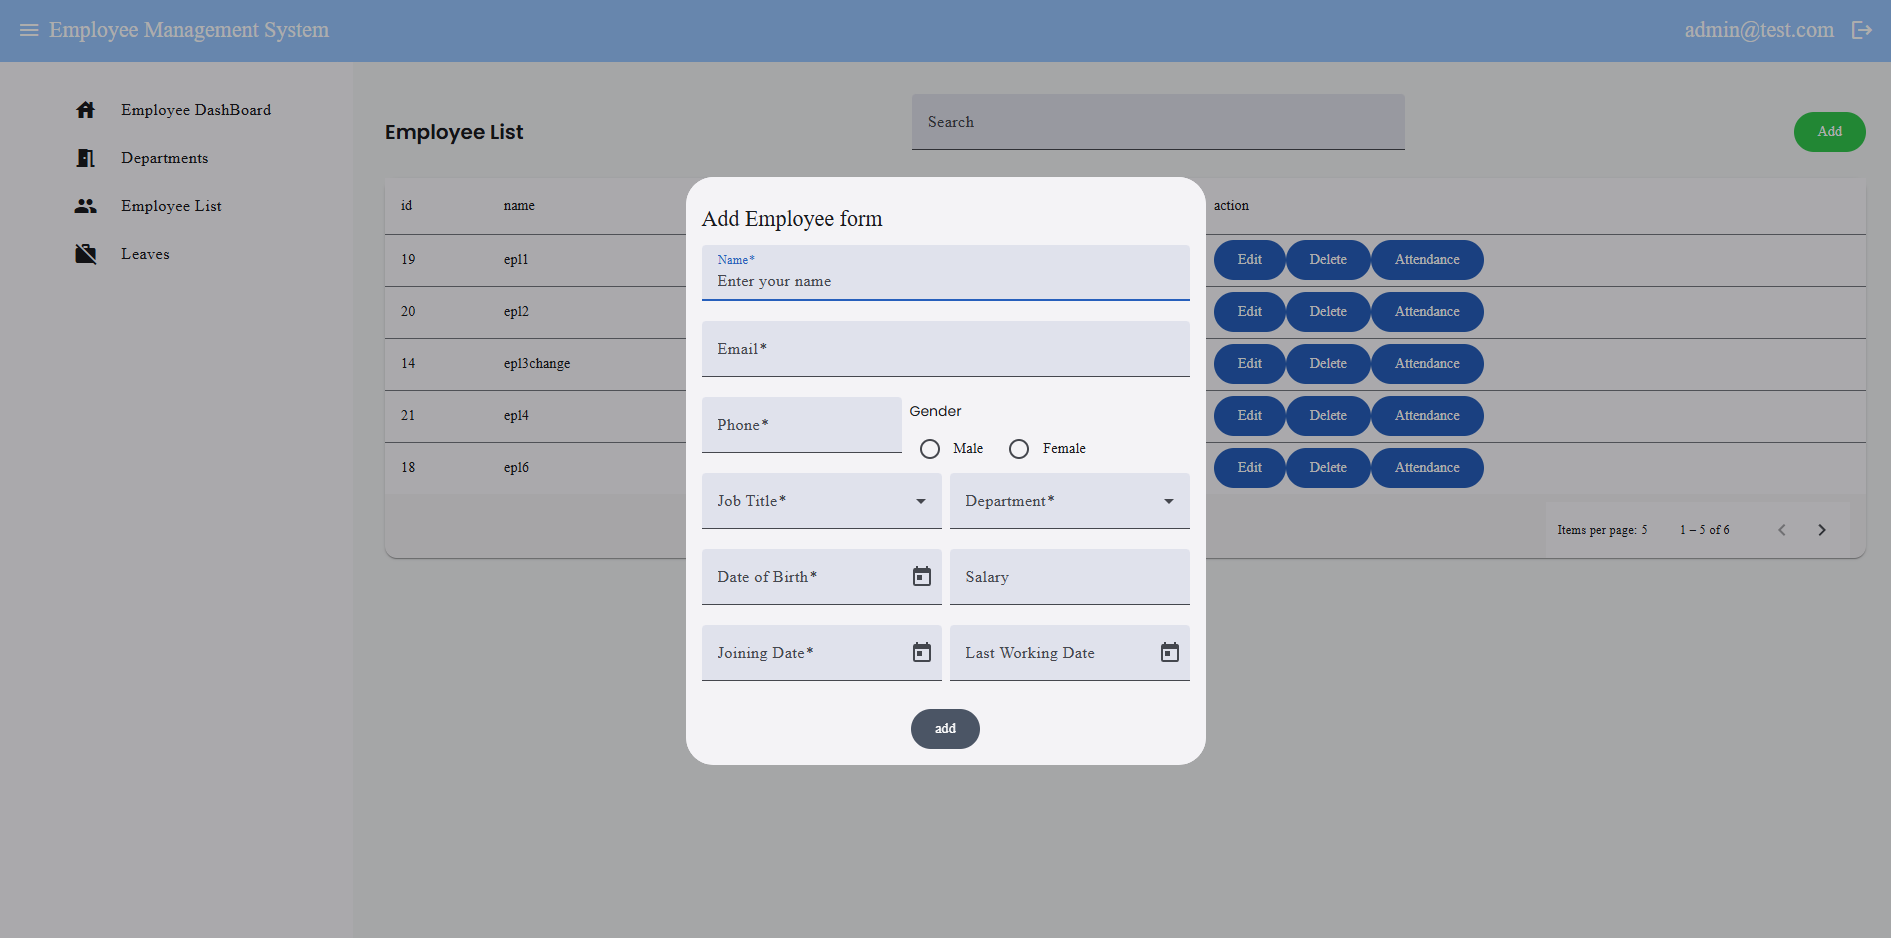 Employee Management System
admin@test.com
Employee DashBoard
Departments
Employee List
Leaves
Employee List
Search
Add
id name action
19 epl1 Edit Delete Attendance
20 epl2 Edit Delete Attendance
14 epl3change Edit Delete Attendance
21 epl4 Edit Delete Attendance
18 epl6 Edit Delete Attendance
Items per page: 5 1 – 5 of 6
Add Employee form
Name*
Enter your name
Email*
Phone*
Gender
Male Female
Job Title* Department*
Date of Birth* Salary
Joining Date* Last Working Date
add